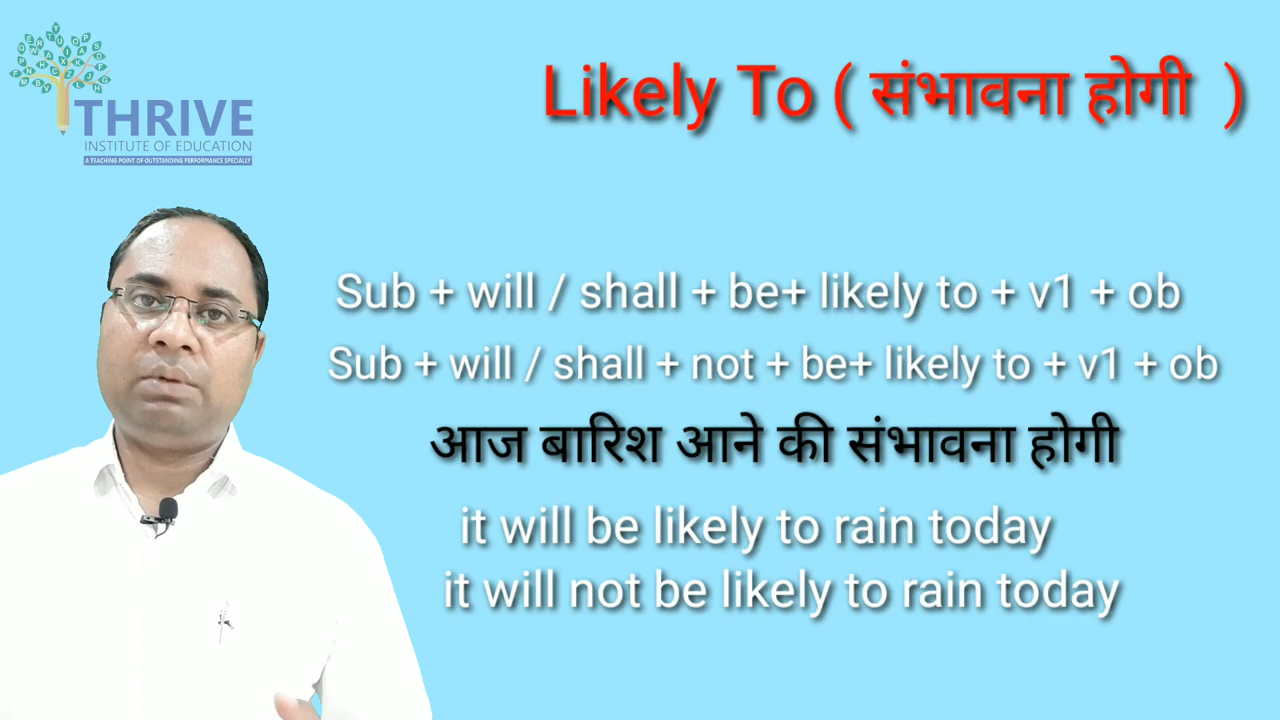 THRIVE
INSTITUTE OF EDUCATION
A TEACHING POINT OF OUTSTANDING PERFORMANCE SPECIALLY
Likely To ( संभावना होगी )
Sub + will / shall + be+ likely to + v1 + ob
Sub + will / shall + not + be+ likely to + v1 + ob
आज बारिश आने की संभावना होगी
it will be likely to rain today
it will not be likely to rain today